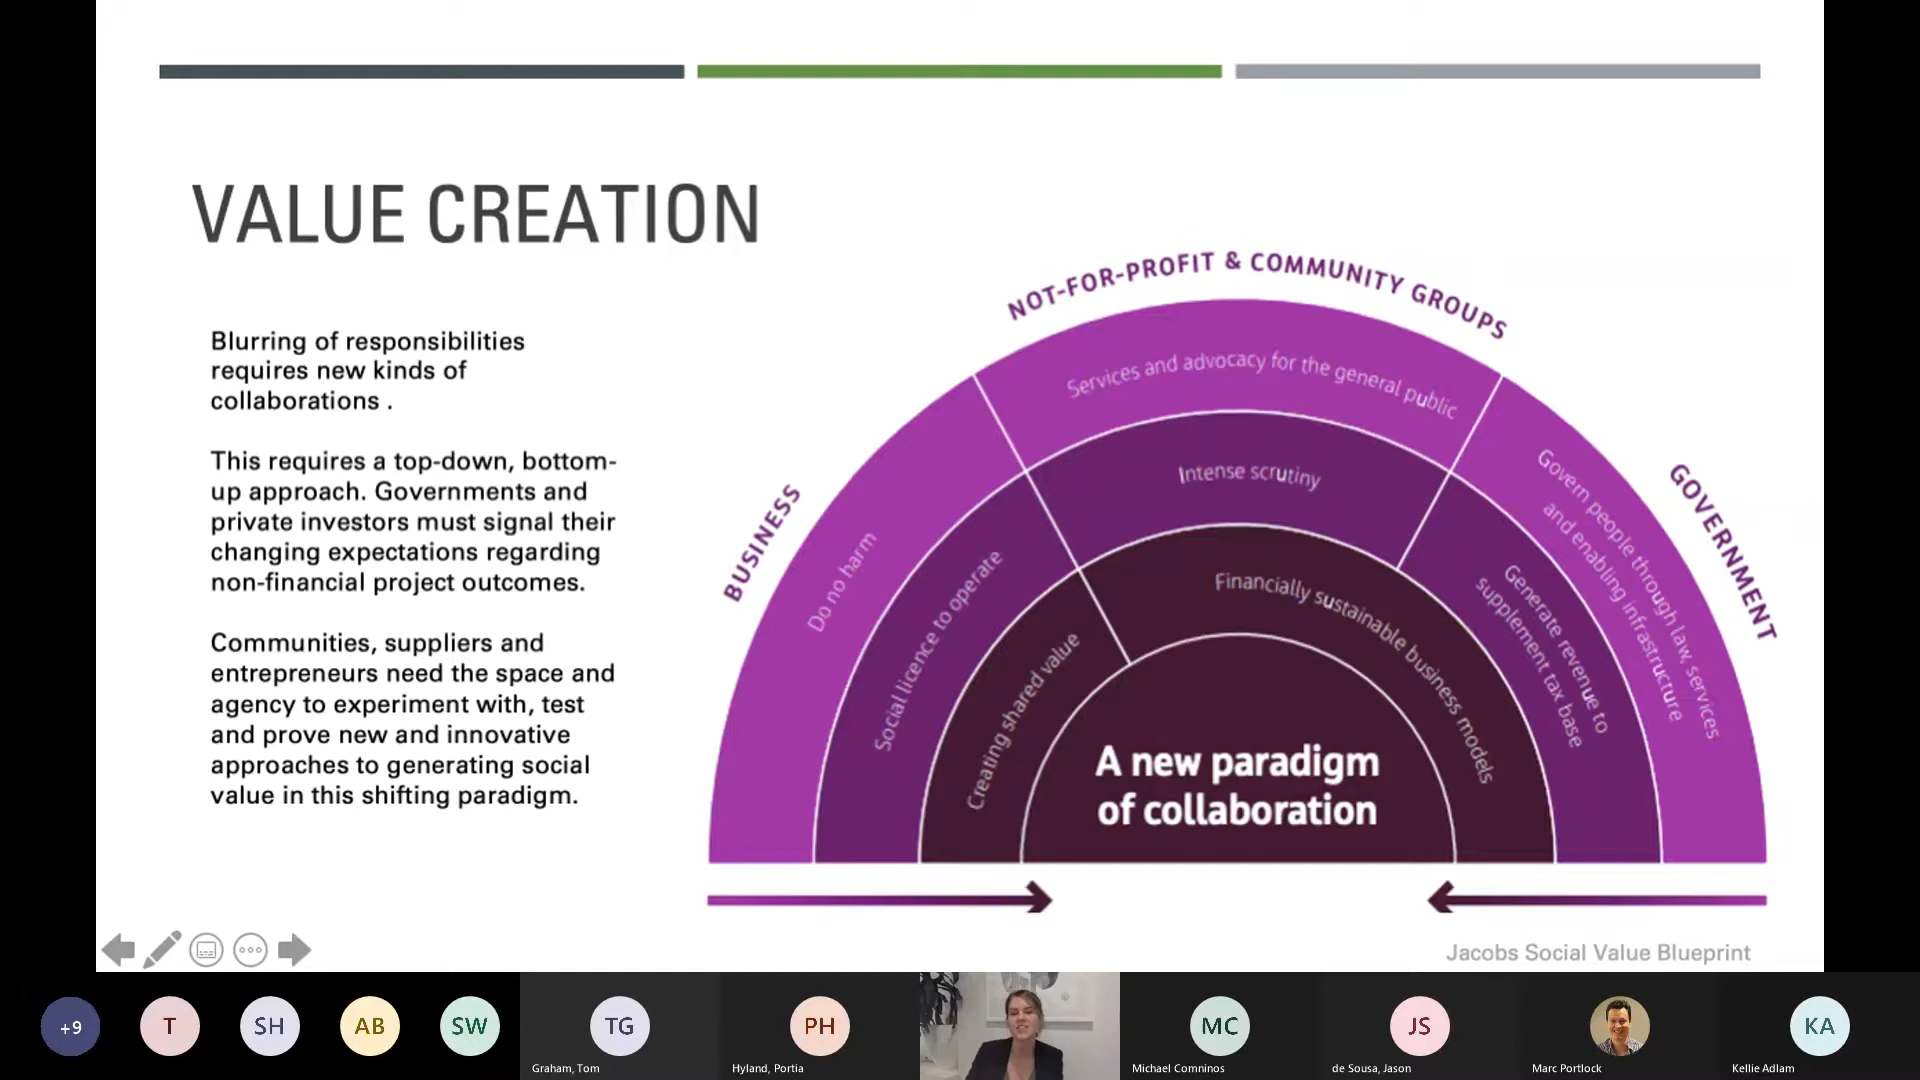 VALUE CREATION
Blurring of responsibilities
requires new kinds of
collaborations .
This requires a top-down, bottom-
up approach. Governments and
private investors must signal their
changing expectations regarding
non-financial project outcomes.
Communities, suppliers and
entrepreneurs need the space and
agency to experiment with, test
and prove new and innovative
approaches to generating social
value in this shifting paradigm.
BUSINESS
NOT-FOR-PROFIT & COMMUNITY GROUPS
GOVERNMENT
Do no harm
Services and advocacy for the general public
Govern people through law, services
and enabling infrastructure
Social licence to operate
Intense scrutiny
Generate revenue to
supplement tax base
Creating shared value
Financially sustainable business models
A new paradigm
of collaboration
Jacobs Social Value Blueprint
+9
T
SH
AB
SW
TG
Graham, Tom
PH
Hyland, Portia
MC
Michael Comninos
JS
de Sousa, Jason
Marc Portlock
KA
Kellie Adlam